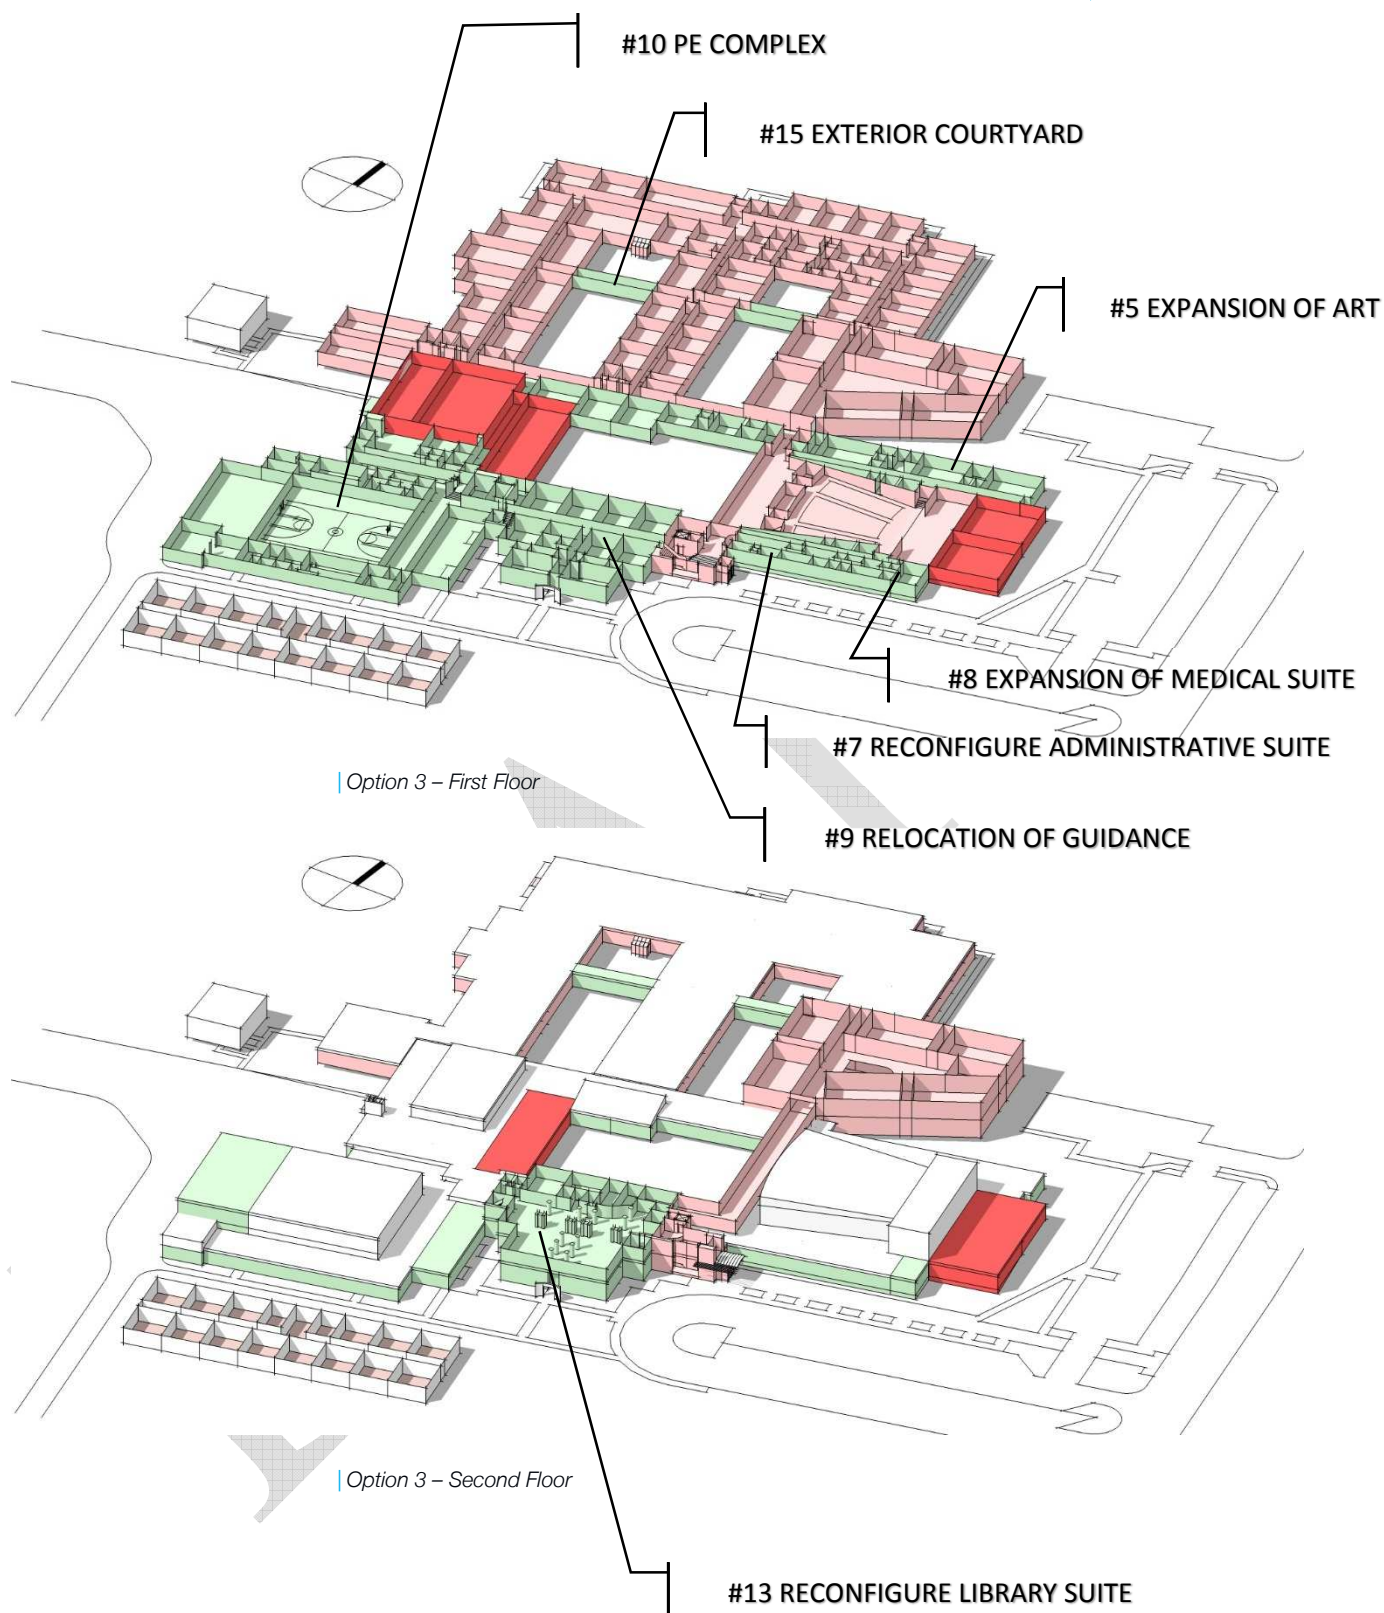 #10 PE COMPLEX
#15 EXTERIOR COURTYARD
#5 EXPANSION OF ART
#8 EXPANSION OF MEDICAL SUITE
#7 RECONFIGURE ADMINISTRATIVE SUITE
Option 3 – First Floor
#9 RELOCATION OF GUIDANCE
Option 3 – Second Floor
#13 RECONFIGURE LIBRARY SUITE